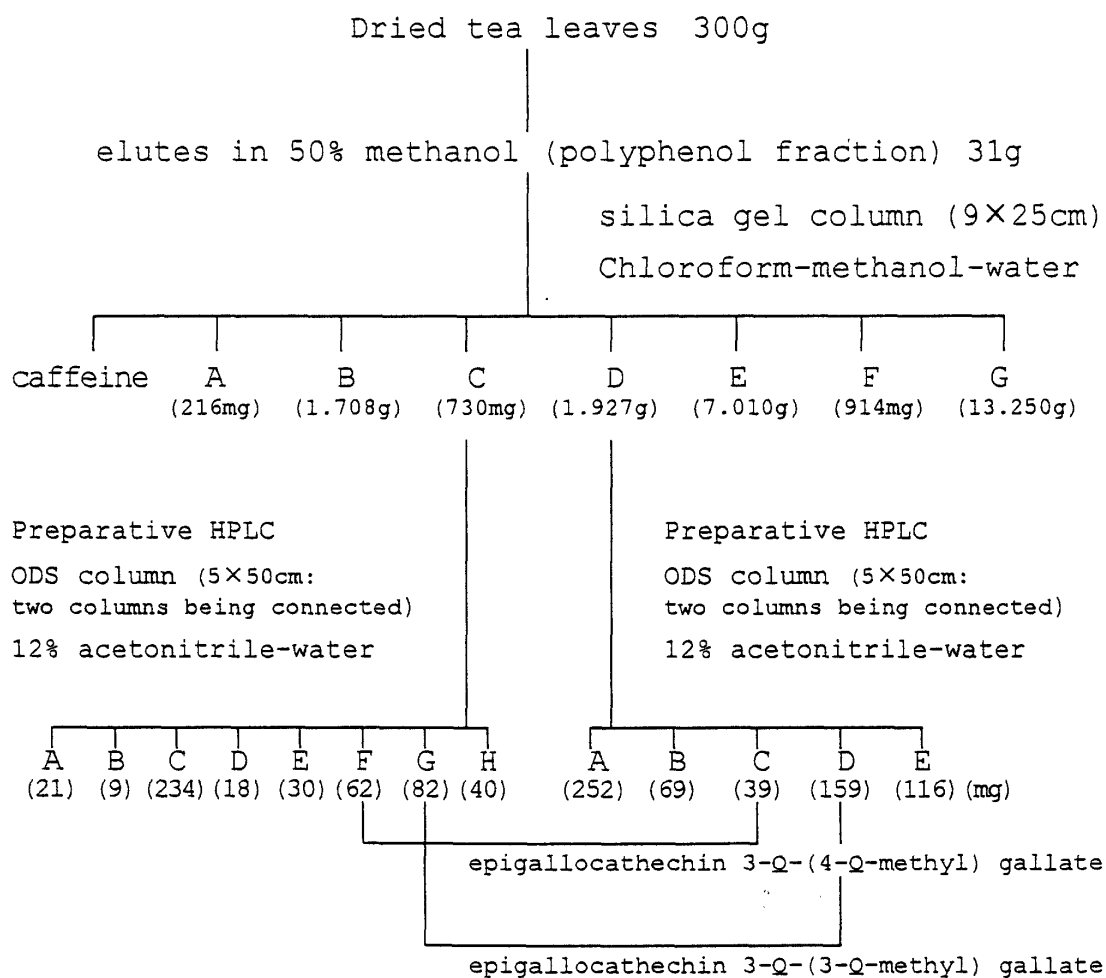 Dried tea leaves 300g
elutes in 50% methanol (polyphenol fraction) 31g
silica gel column (9×25cm)
Chloroform-methanol-water
caffeine A B C D E F G
(216mg) (1.708g) (730mg) (1.927g) (7.010g) (914mg) (13.250g)
Preparative HPLC
ODS column (5×50cm:
two columns being connected)
12% acetonitrile-water
Preparative HPLC
ODS column (5×50cm:
two columns being connected)
12% acetonitrile-water
A B C D E F G H
(21) (9) (234) (18) (30) (62) (82) (40)
A B C D E
(252) (69) (39) (159) (116) (mg)
epigallocathechin 3-O-(4-O-methyl) gallate
epigallocathechin 3-O-(3-O-methyl) gallate